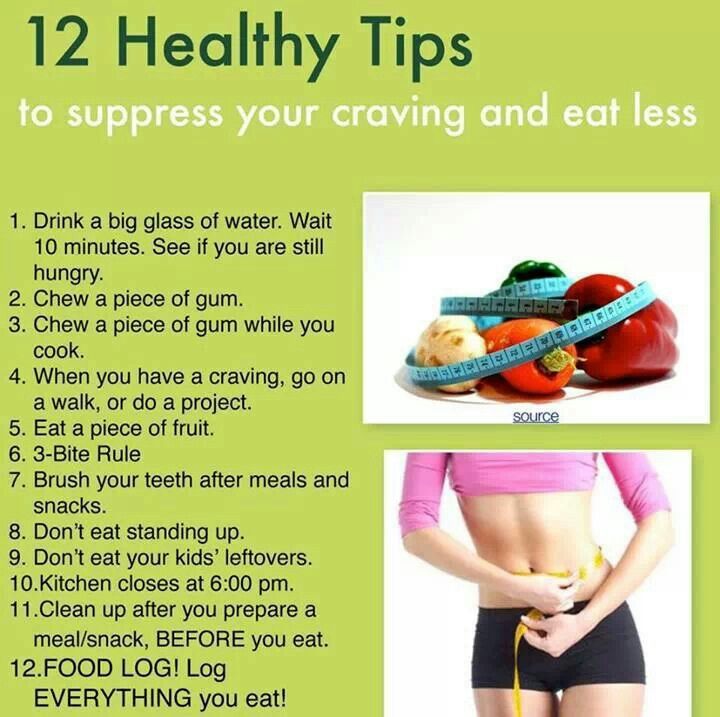 12 Healthy Tips
to suppress your craving and eat less
1. Drink a big glass of water. Wait
10 minutes. See if you are still
hungry.
2. Chew a piece of gum.
3. Chew a piece of gum while you
cook.
4. When you have a craving, go on
a walk, or do a project.
5. Eat a piece of fruit.
6. 3-Bite Rule
7. Brush your teeth after meals and
snacks.
8. Don't eat standing up.
9. Don't eat your kids' leftovers.
10.Kitchen closes at 6:00 pm.
11.Clean up after you prepare a
meal/snack, BEFORE you eat.
12.FOOD LOG! Log
EVERYTHING you eat!
source